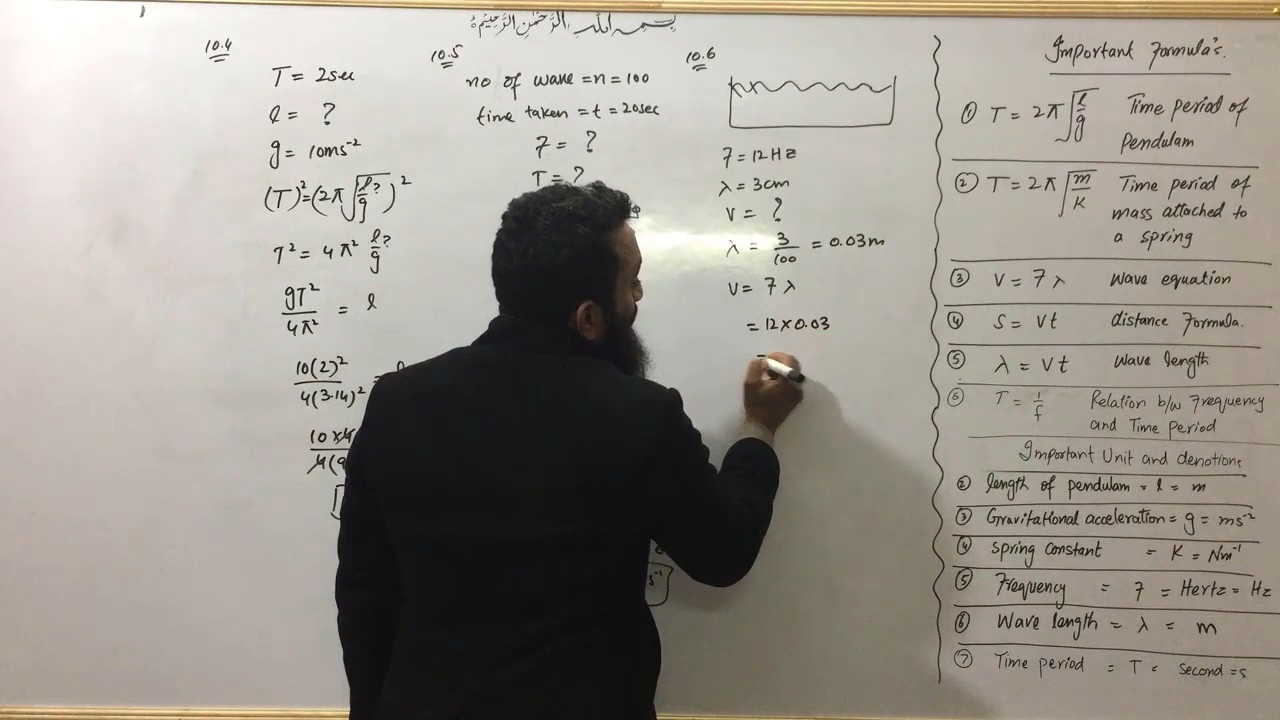 بسم اللہ الرحمن الرحیم
10.4
T = 2sec
l = ?
g = 10ms⁻²
(T)²=(2π√(l?/g))²
T² = 4π² l?/g
gT²/4π² = l
10(2)²/4(3.14)² =
10×4
4(9
10.5
no of wave = n = 100
time taken = t = 20sec
f = ?
T = ?
s⁻¹
10.6
f = 12Hz
λ = 3cm
v = ?
λ = 3/100 = 0.03m
v = f λ
= 12×0.03
Important Formula's.
① T = 2π√(l/g) Time period of
Pendulam
② T = 2π√(m/K) Time period of
mass attached to
a spring
③ V = f λ Wave equation
④ S = Vt distance Formula.
⑤ λ = Vt Wave length
⑥ T = 1/f Relation b/w Frequency
and Time Period
Important Unit and denotions
② length of pendulam = l = m
③ Gravitational acceleration = g = ms⁻²
④ Spring constant = K = Nm⁻¹
⑤ Frequency = f = Hertz = Hz
⑥ Wave length = λ = m
⑦ Time period = T = second = s